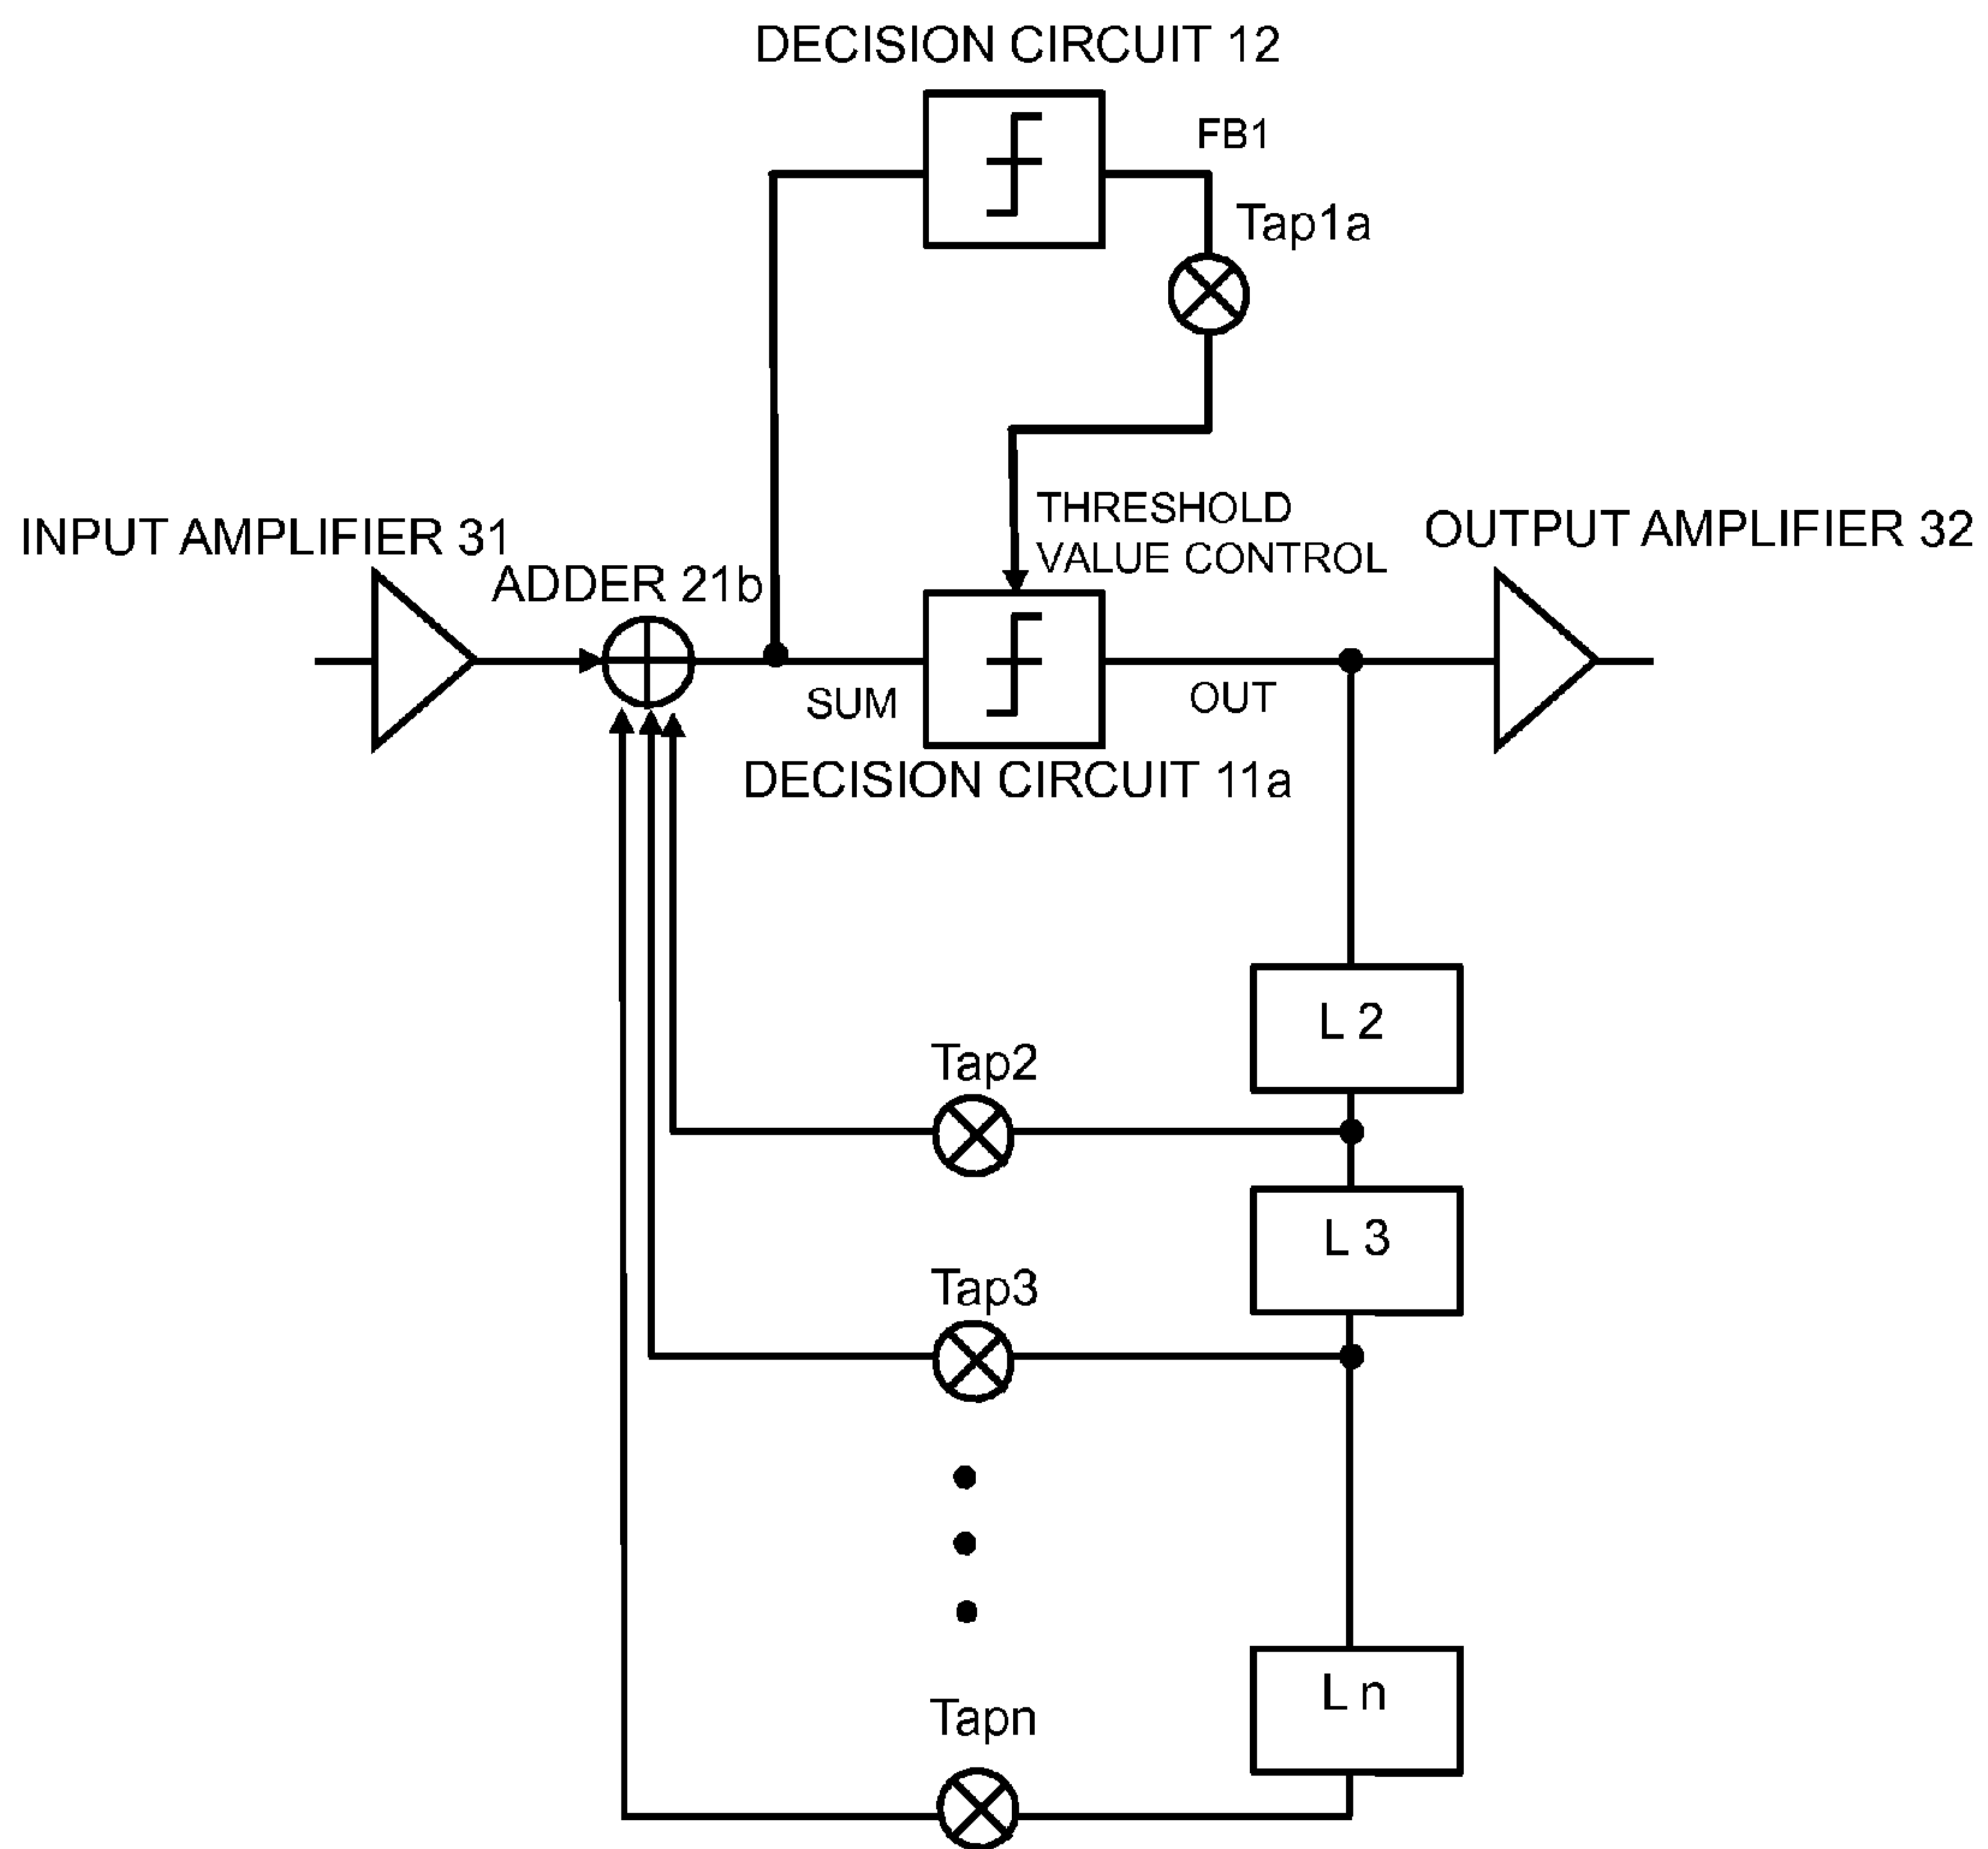 DECISION CIRCUIT 12
FB1
Tap1a
THRESHOLD
VALUE CONTROL
INPUT AMPLIFIER 31
OUTPUT AMPLIFIER 32
ADDER 21b
SUM
OUT
DECISION CIRCUIT 11a
L 2
Tap2
L 3
Tap3
L n
Tapn